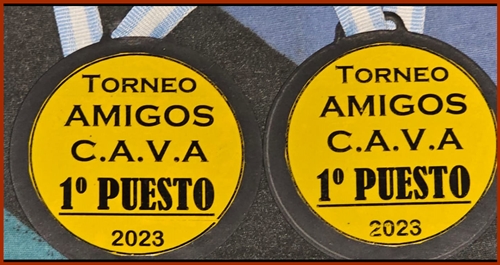 TORNEO
AMIGOS
C.A.V.A
1º PUESTO
2023
TORNEO
AMIGOS
C.A.V.A
1º PUESTO
2023